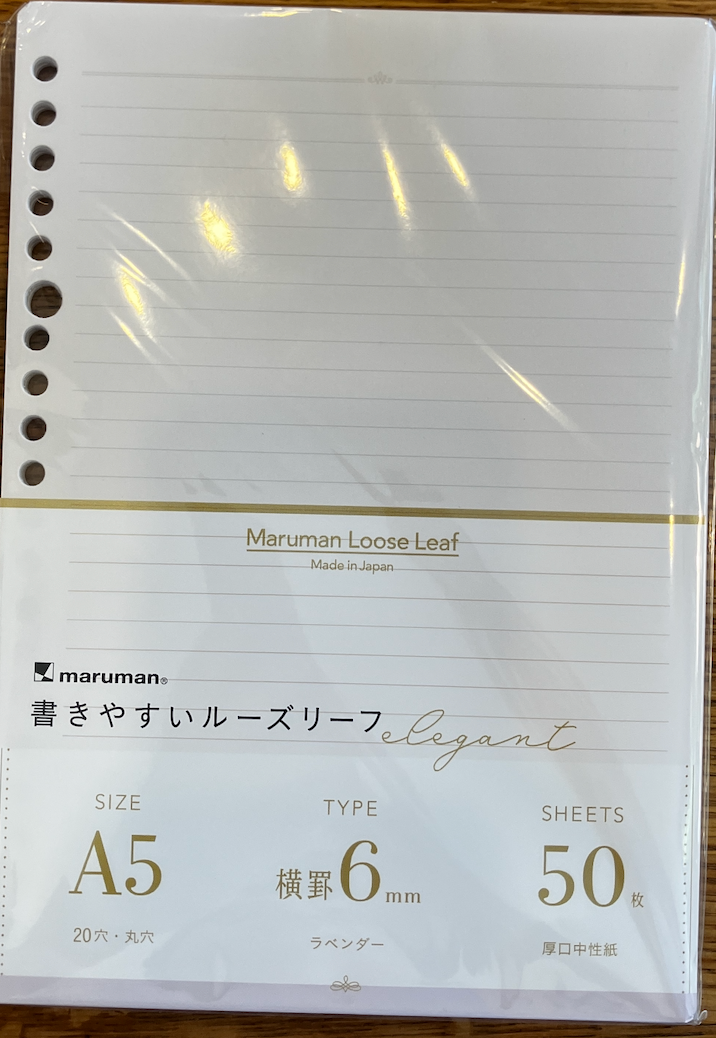 Maruman Loose Leaf
Made in Japan
maruman®
書きやすいルーズリーフ elegant
SIZE TYPE SHEETS
A5 横罫6mm 50枚
20穴・丸穴 ラベンダー 厚口中性紙